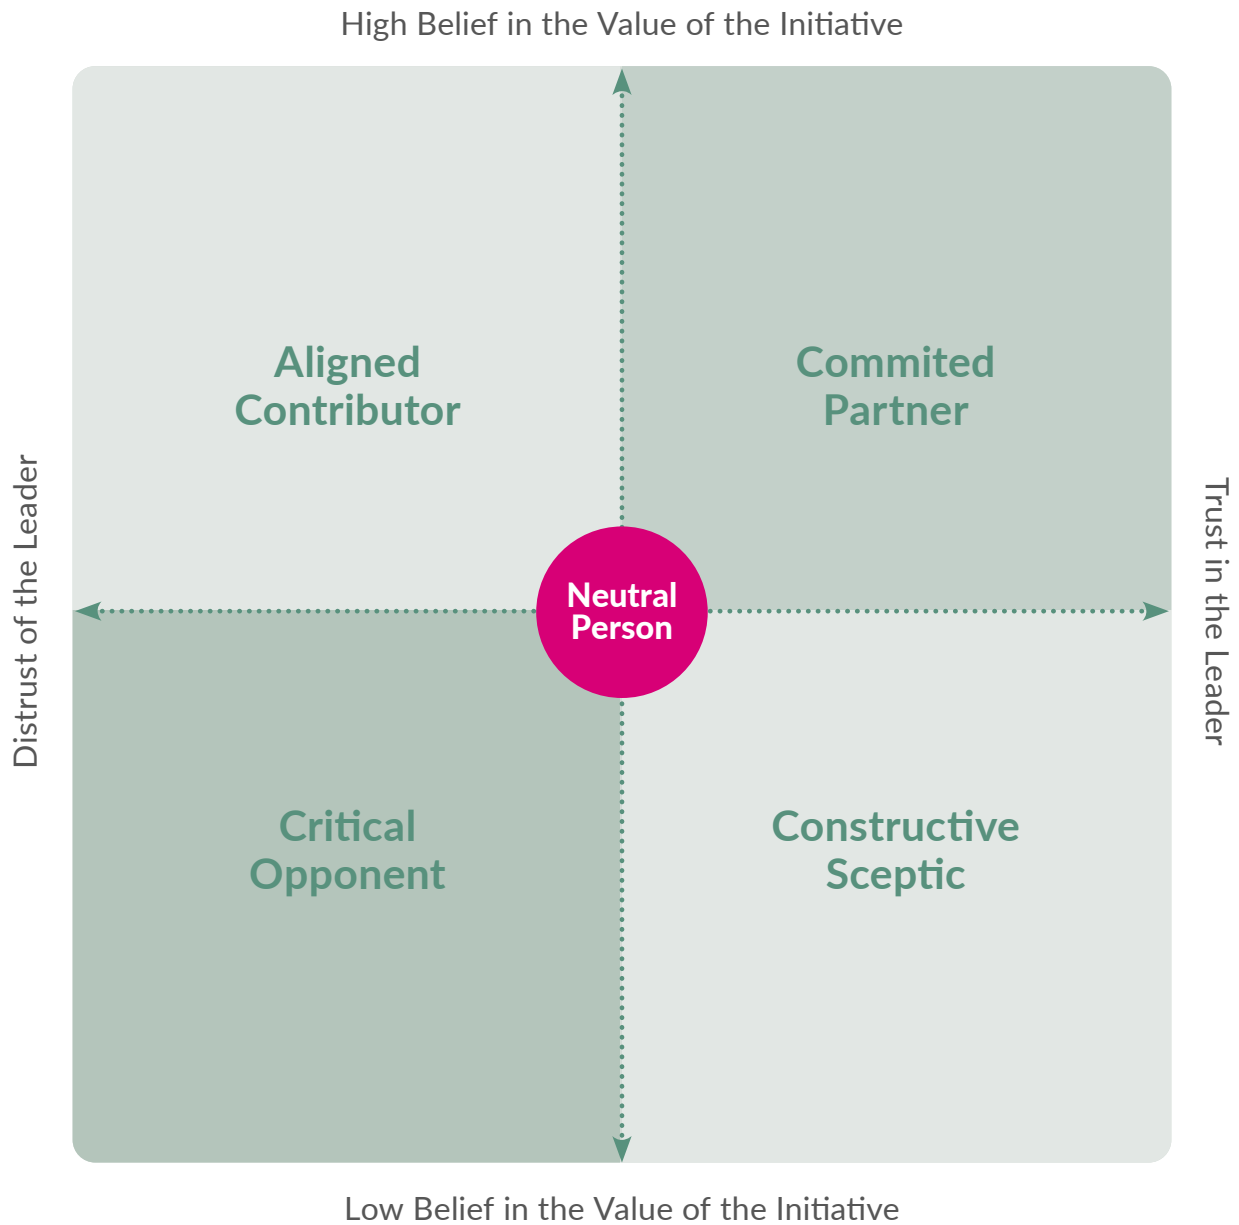 High Belief in the Value of the Initiative
Aligned
Contributor
Commited
Partner
Distrust of the Leader
Trust in the Leader
Neutral
Person
Critical
Opponent
Constructive
Sceptic
Low Belief in the Value of the Initiative